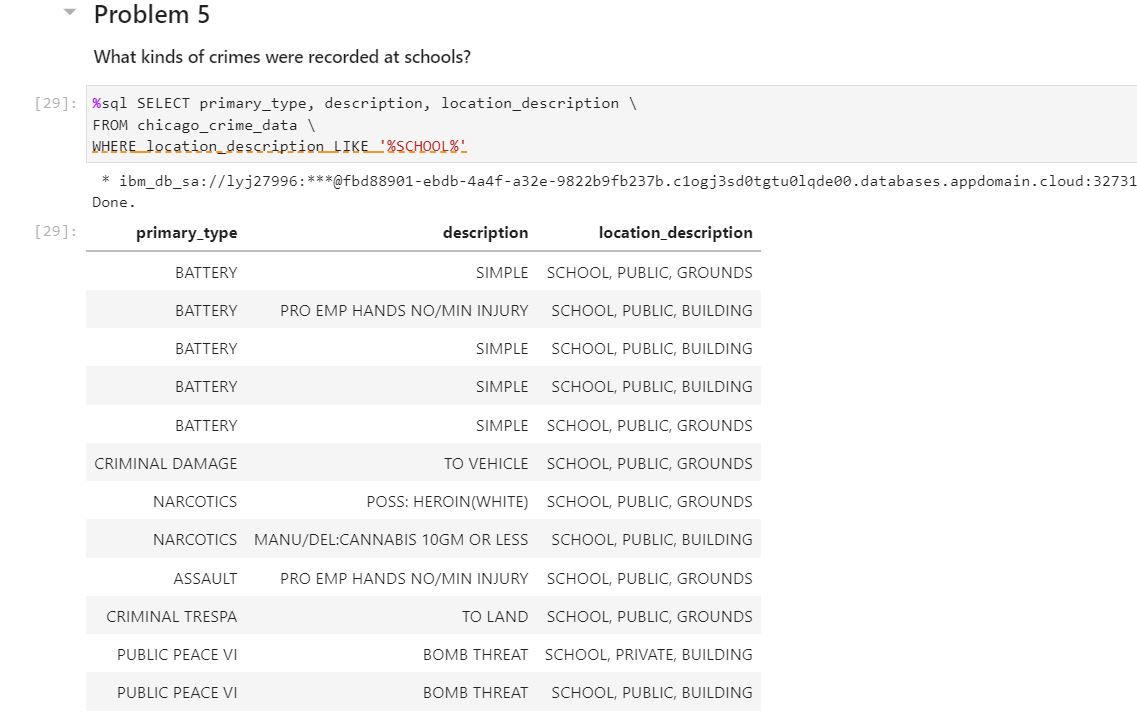 Problem 5
What kinds of crimes were recorded at schools?
[29]: %sql SELECT primary_type, description, location_description \
FROM chicago_crime_data \
WHERE location_description LIKE '%SCHOOL%'
* ibm_db_sa://lyj27996:***@fbd88901-ebdb-4a4f-a32e-9822b9fb237b.c1ogj3sd0tgtu0lqde00.databases.appdomain.cloud:32731
Done.
[29]: primary_type description location_description
BATTERY SIMPLE SCHOOL, PUBLIC, GROUNDS
BATTERY PRO EMP HANDS NO/MIN INJURY SCHOOL, PUBLIC, BUILDING
BATTERY SIMPLE SCHOOL, PUBLIC, BUILDING
BATTERY SIMPLE SCHOOL, PUBLIC, BUILDING
BATTERY SIMPLE SCHOOL, PUBLIC, GROUNDS
CRIMINAL DAMAGE TO VEHICLE SCHOOL, PUBLIC, GROUNDS
NARCOTICS POSS: HEROIN(WHITE) SCHOOL, PUBLIC, GROUNDS
NARCOTICS MANU/DEL:CANNABIS 10GM OR LESS SCHOOL, PUBLIC, BUILDING
ASSAULT PRO EMP HANDS NO/MIN INJURY SCHOOL, PUBLIC, GROUNDS
CRIMINAL TRESPA TO LAND SCHOOL, PUBLIC, GROUNDS
PUBLIC PEACE VI BOMB THREAT SCHOOL, PRIVATE, BUILDING
PUBLIC PEACE VI BOMB THREAT SCHOOL, PUBLIC, BUILDING